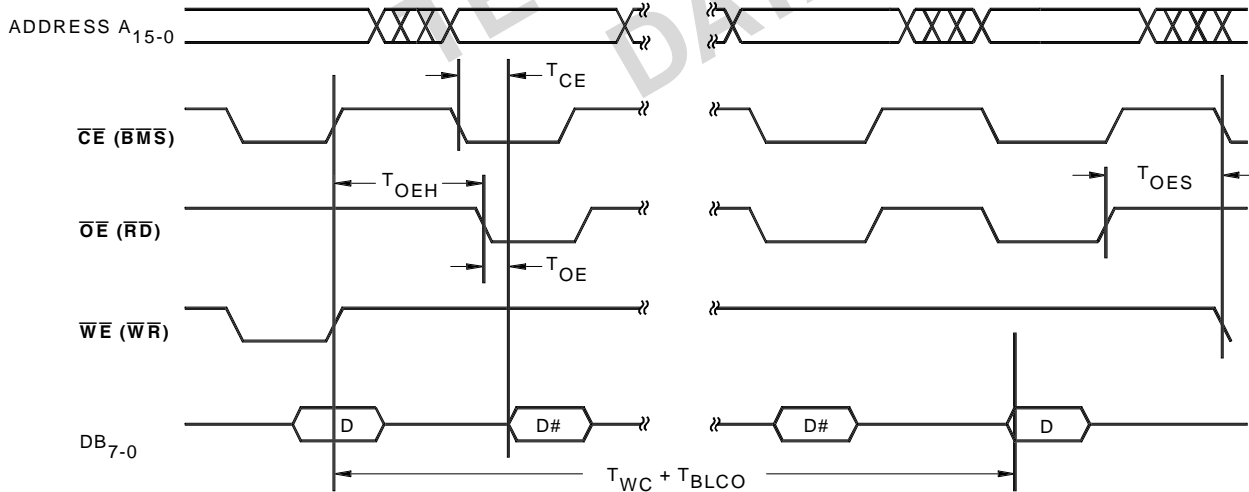 ADDRESS A15-0
TCE
CE (BMS)
TOEH
TOES
OE (RD)
TOE
WE (WR)
D
D#
D#
D
DB7-0
TWC + TBLCO